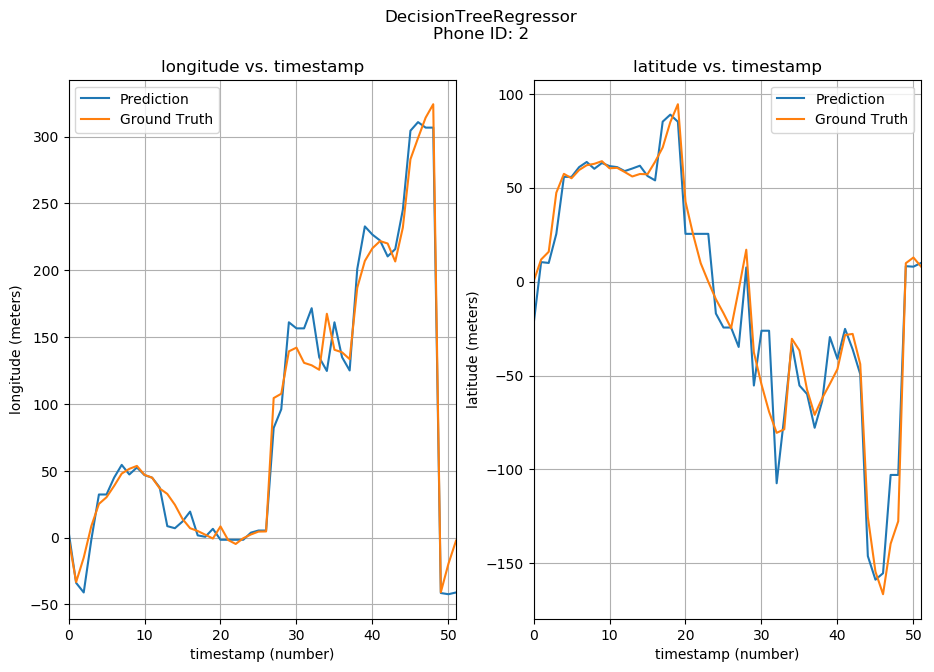 DecisionTreeRegressor
Phone ID: 2
longitude vs. timestamp
Prediction
Ground Truth
longitude (meters)
300
250
200
150
100
50
0
−50
0
10
20
30
40
50
timestamp (number)
latitude vs. timestamp
Prediction
Ground Truth
latitude (meters)
100
50
0
−50
−100
−150
0
10
20
30
40
50
timestamp (number)